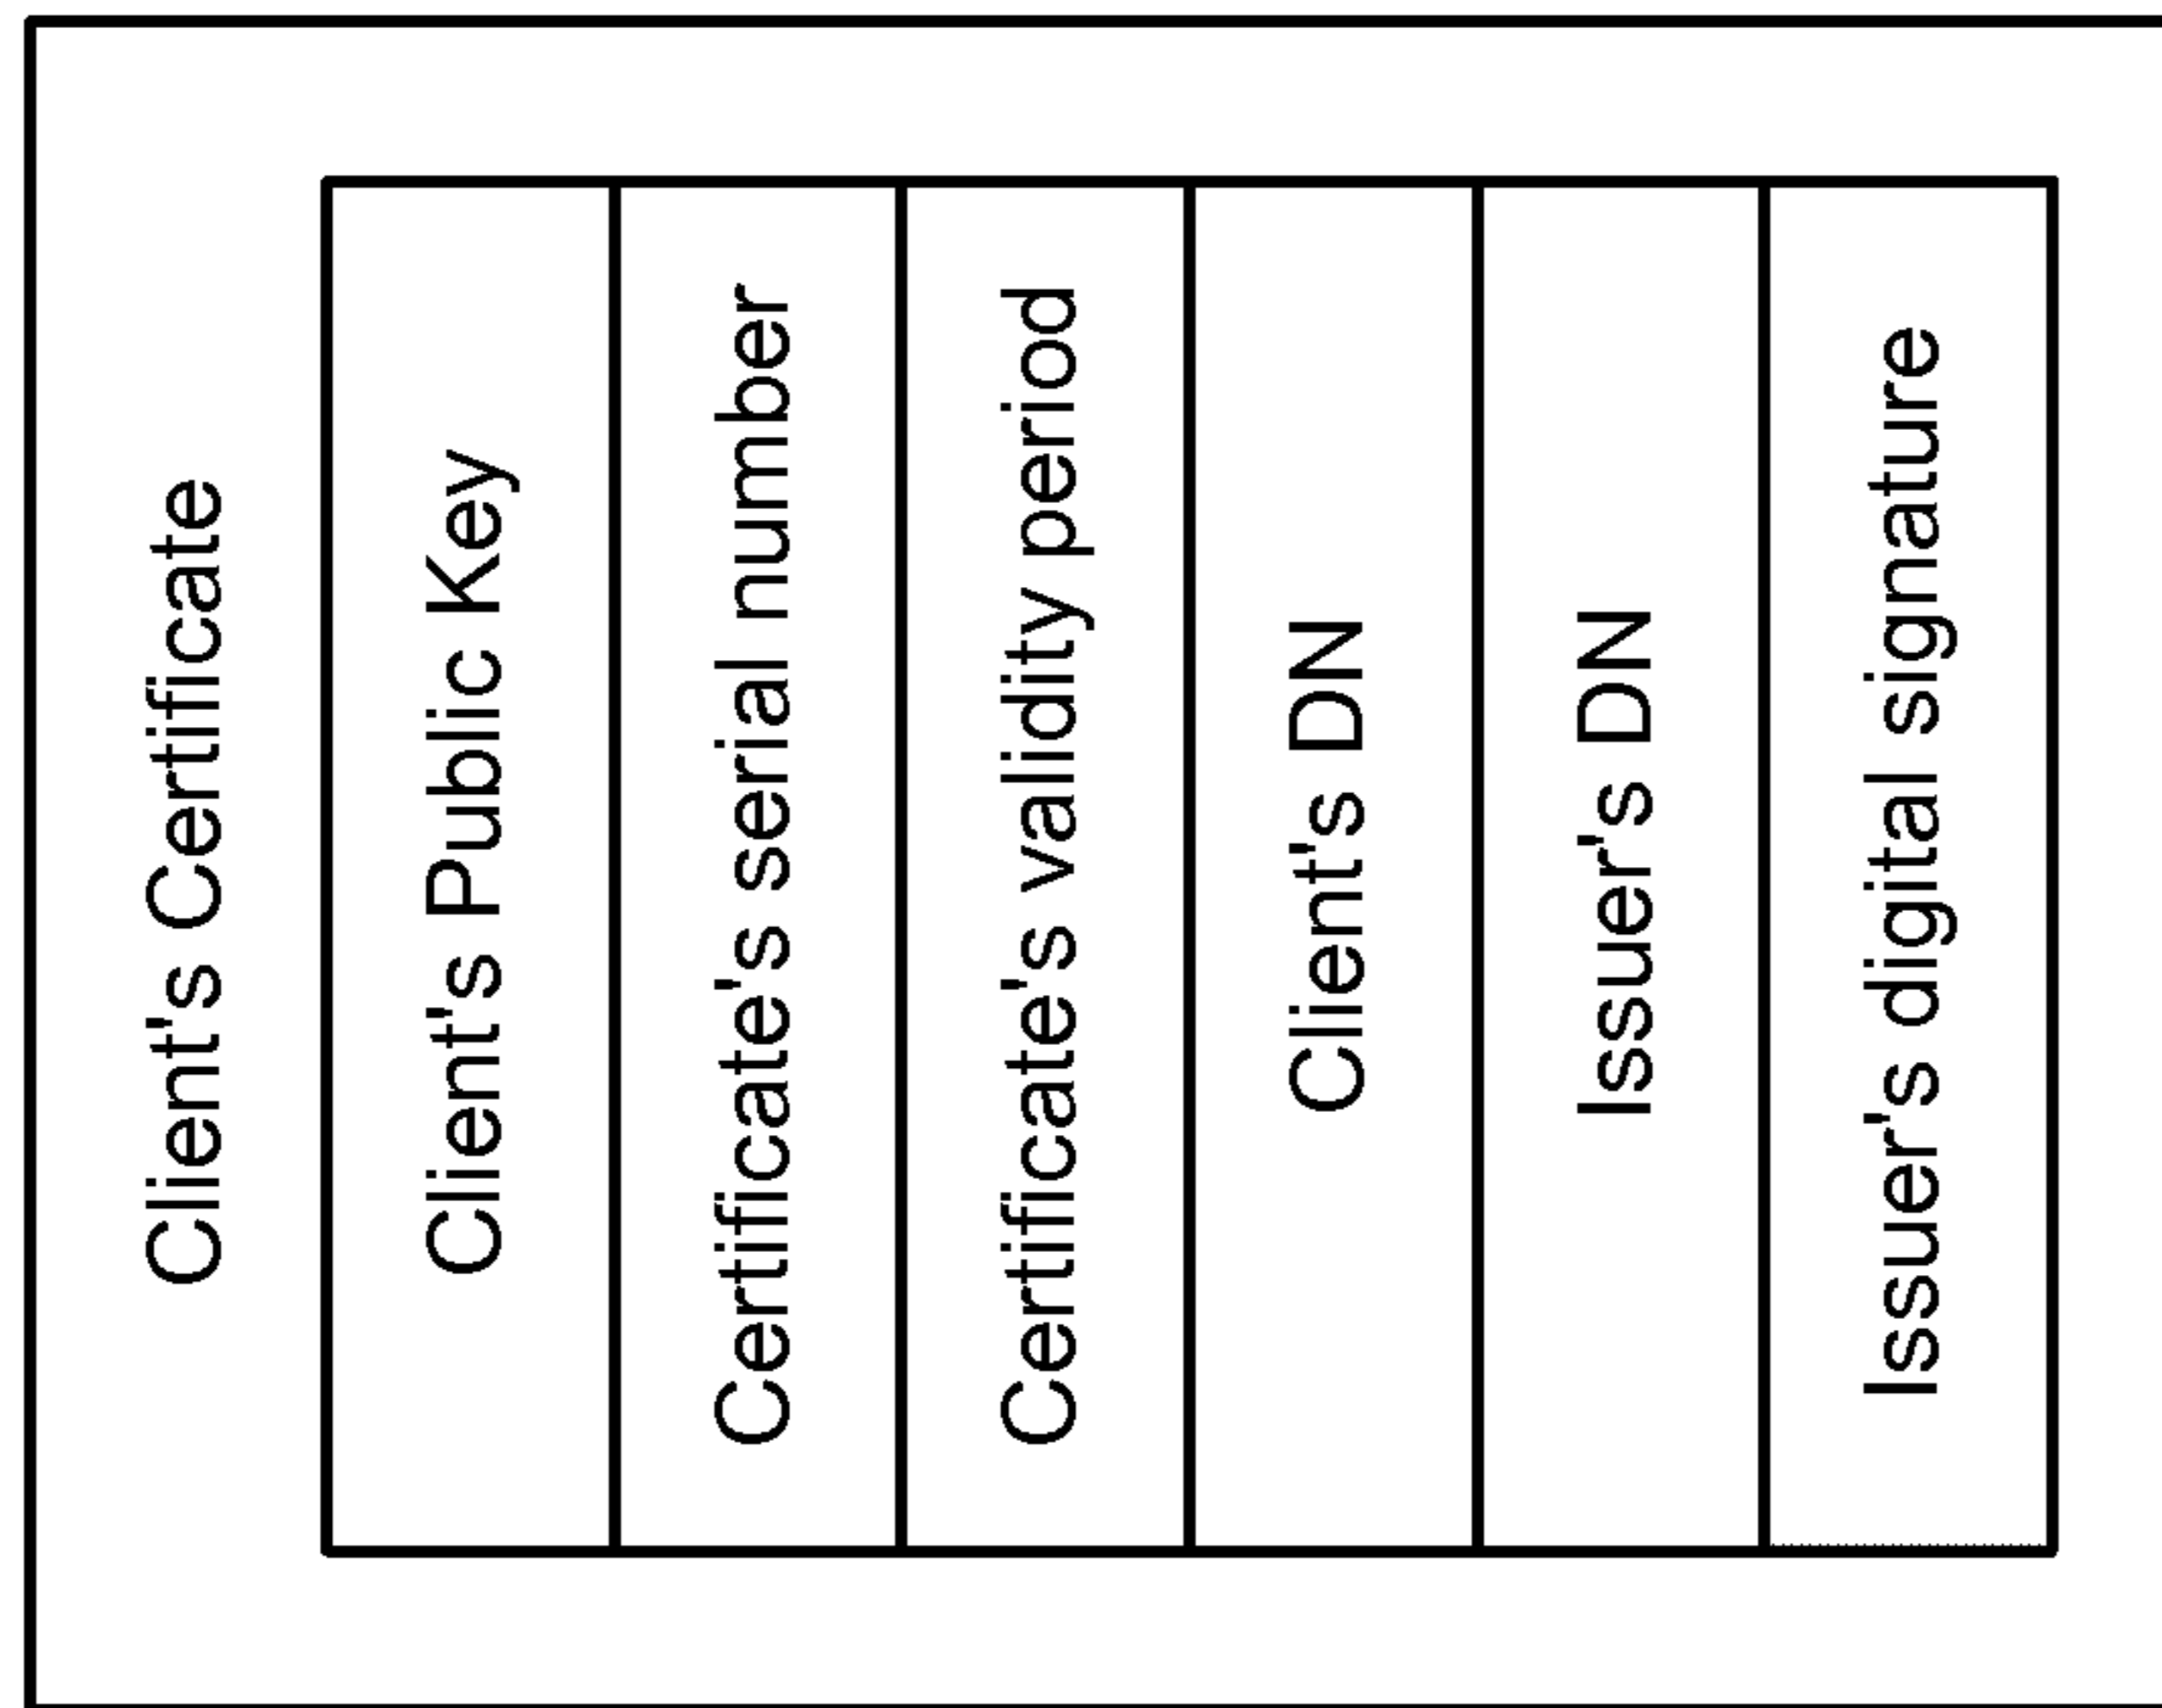 Client's Certificate
Client's Public Key
Certificate's serial number
Certificate's validity period
Client's DN
Issuer's DN
Issuer's digital signature